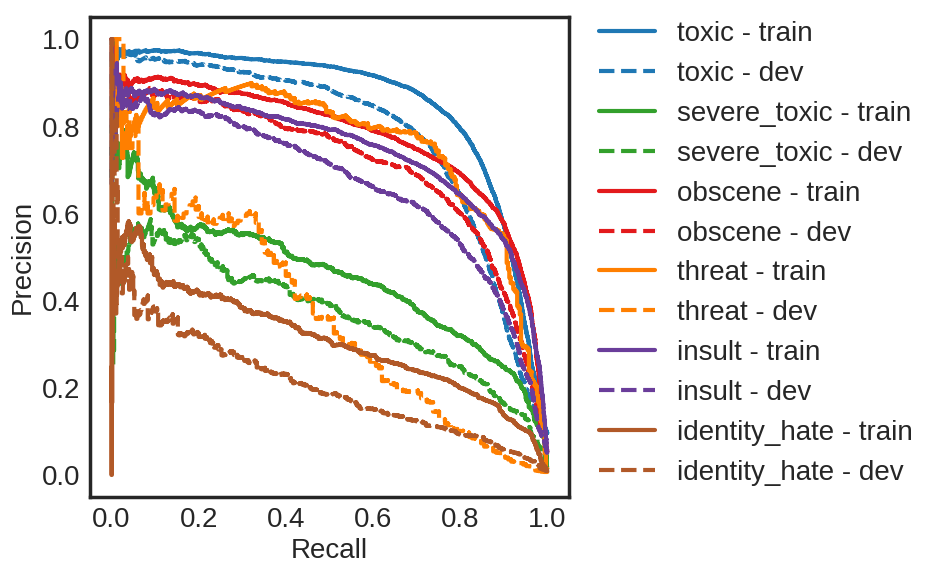 1.0
0.8
0.6
0.4
0.2
0.0
Precision
0.0 0.2 0.4 0.6 0.8 1.0
Recall
toxic - train
toxic - dev
severe_toxic - train
severe_toxic - dev
obscene - train
obscene - dev
threat - train
threat - dev
insult - train
insult - dev
identity_hate - train
identity_hate - dev